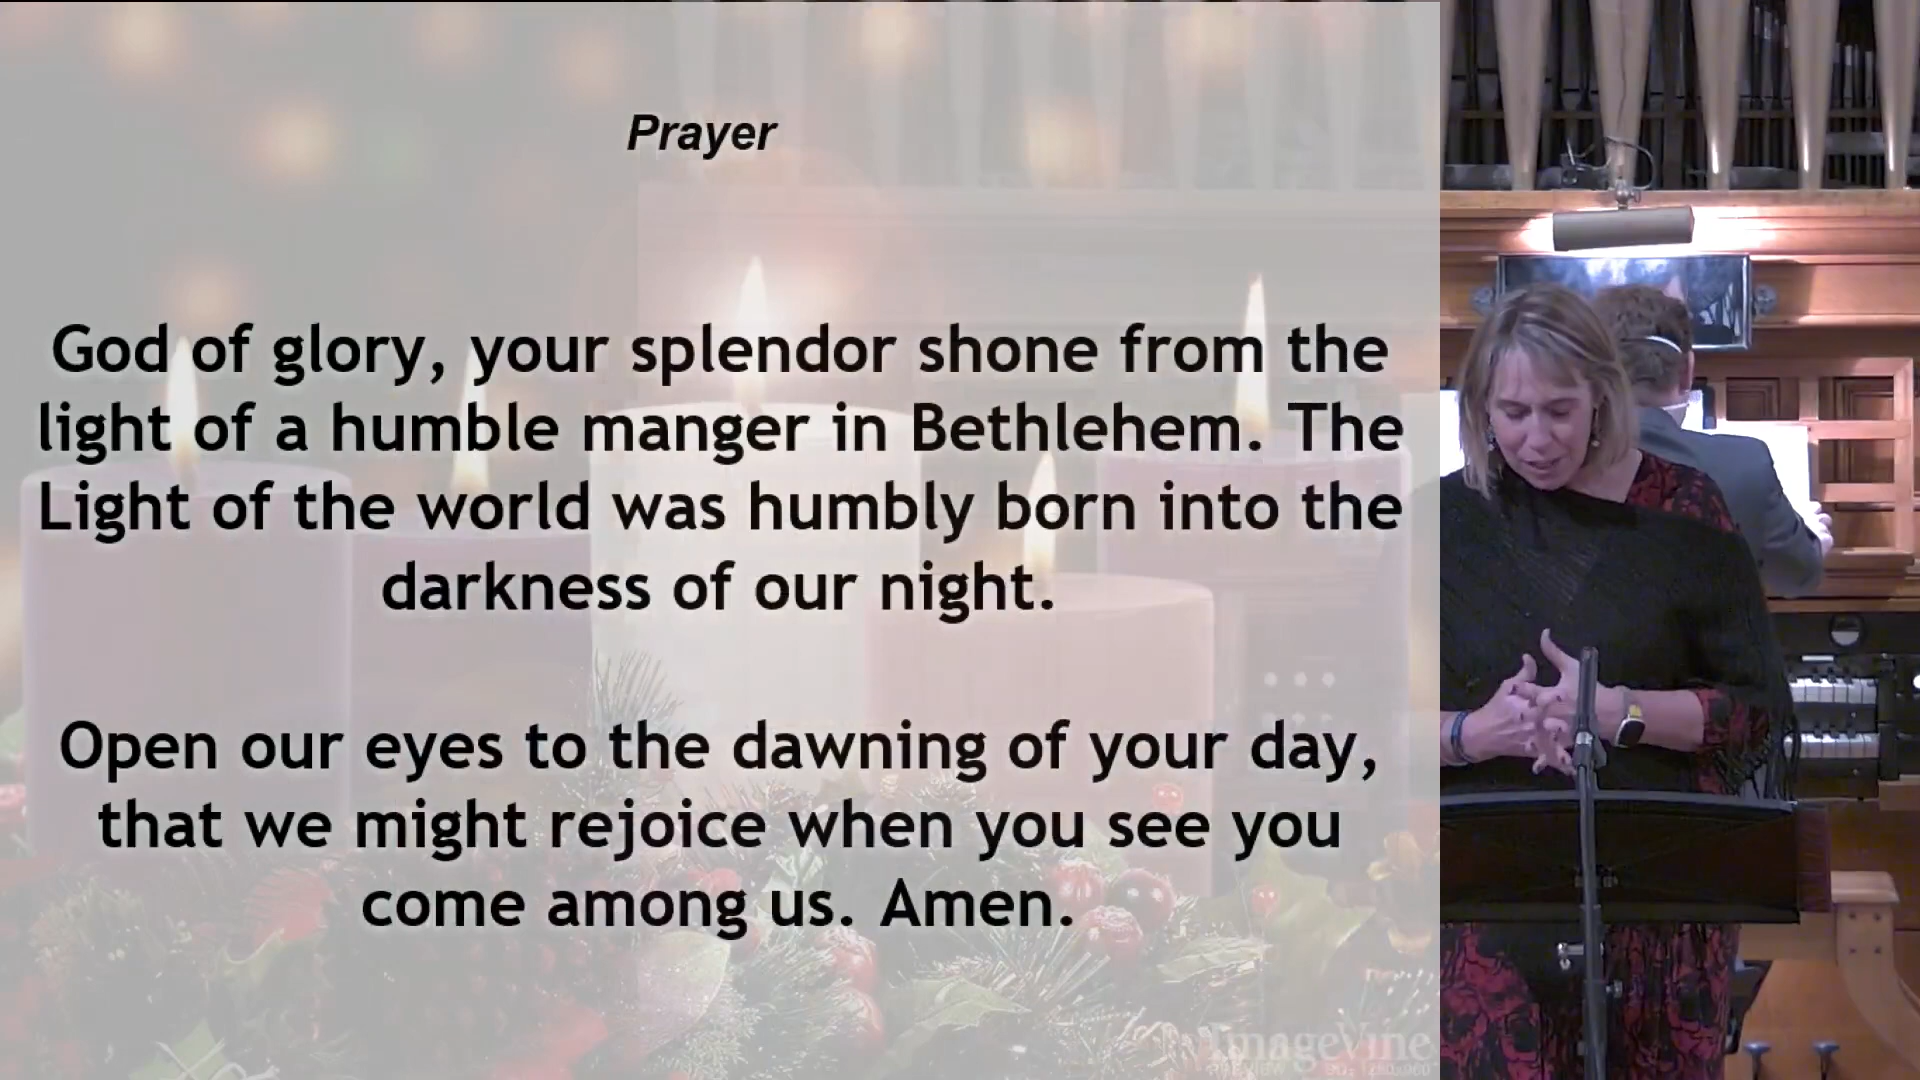 Prayer
God of glory, your splendor shone from the
light of a humble manger in Bethlehem. The
Light of the world was humbly born into the
darkness of our night.
Open our eyes to the dawning of your day,
that we might rejoice when you see you
come among us. Amen.
ImageVine
PREVIEW